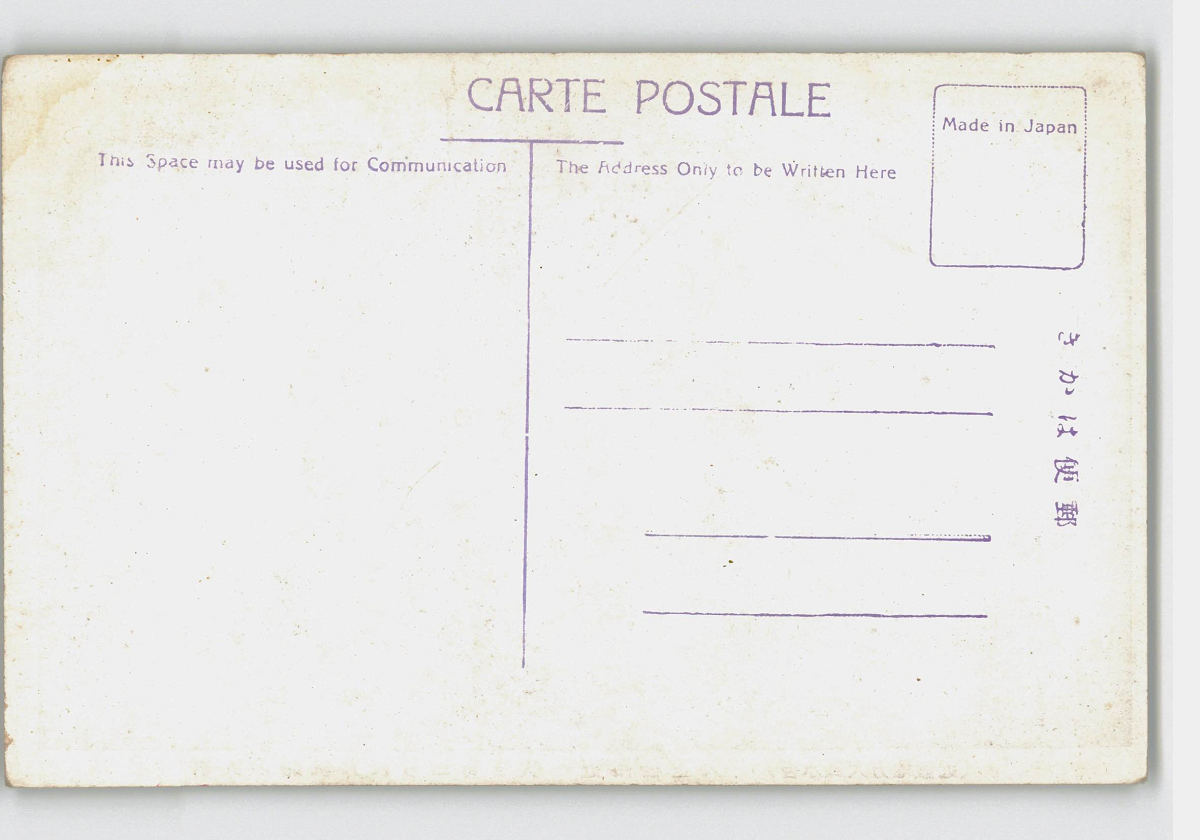 CARTE POSTALE
Made in Japan
This Space may be used for Communication
The Address Only to be Written Here
郵便はかき